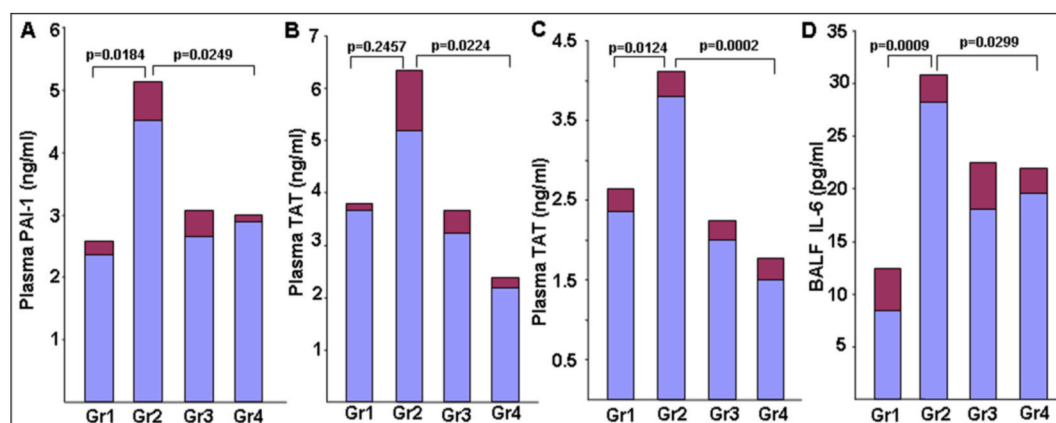 A
Plasma PAI-1 (ng/ml)
6
5
4
3
2
1
p=0.0184
p=0.0249
Gr1 Gr2 Gr3 Gr4
B
Plasma TAT (ng/ml)
7
6
5
4
3
2
1
p=0.2457
p=0.0224
Gr1 Gr2 Gr3 Gr4
C
Plasma TAT (ng/ml)
4.5
3.5
2.5
1.5
0.5
p=0.0124
p=0.0002
Gr1 Gr2 Gr3 Gr4
D
BALF IL-6 (pg/ml
35
30
25
20
15
10
5
p=0.0009
p=0.0299
Gr1 Gr2 Gr3 Gr4